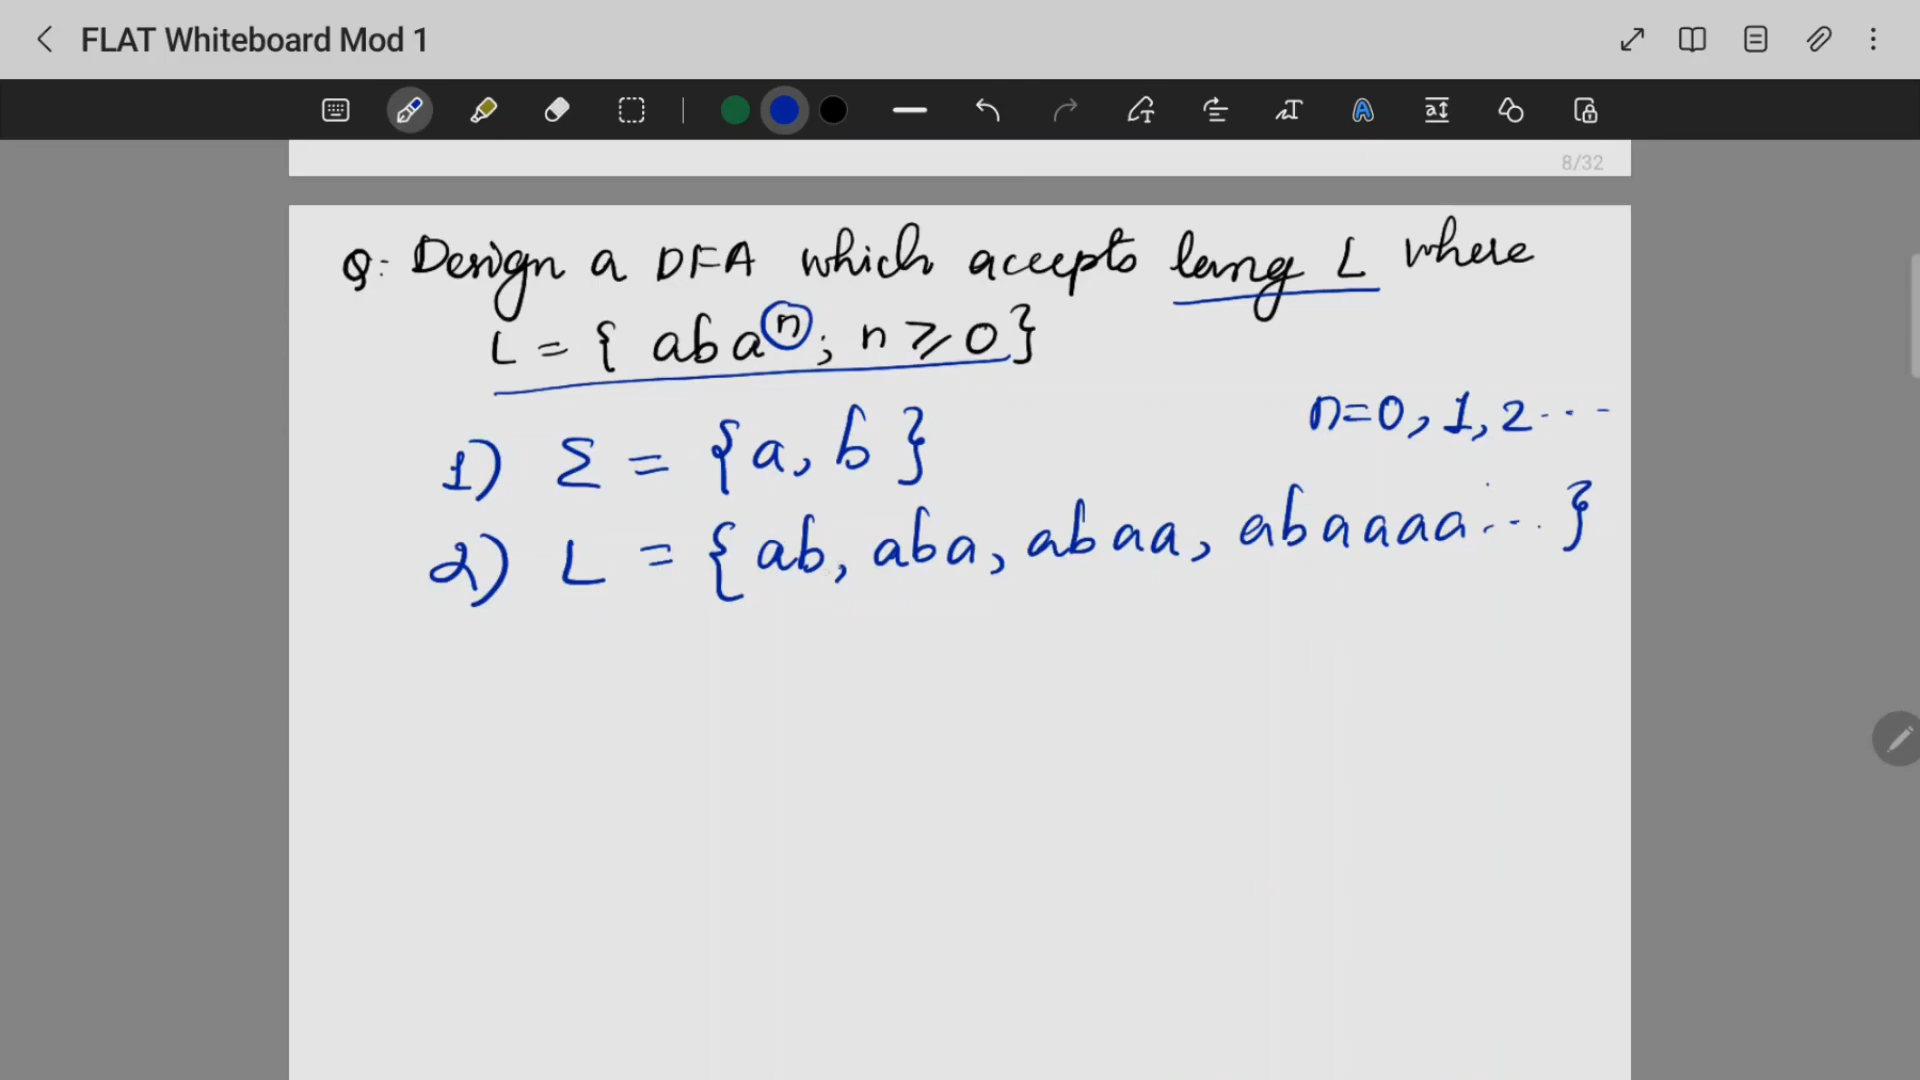 FLAT Whiteboard Mod 1
8/32
Q: Design a DFA which accepts lang L where
L = { abaⁿ ; n ⩾ 0 }
n=0, 1, 2 ----
1) Σ = {a, b }
2) L = { ab, aba, abaa, abaaaa... }